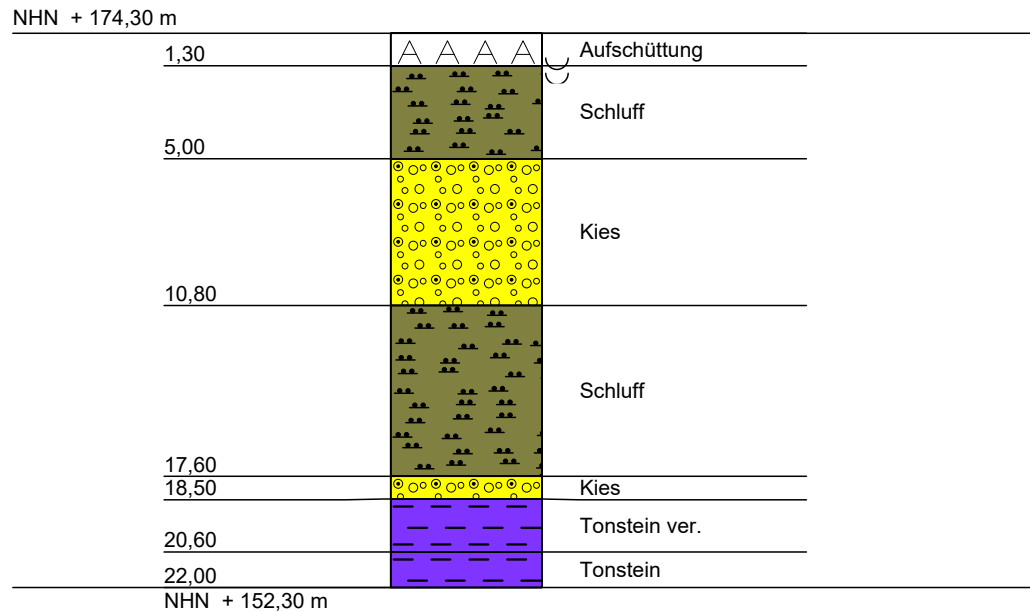 NHN + 174,30 m
A A A A
Aufschüttung
1,30
Schluff
5,00
Kies
10,80
Schluff
17,60
Kies
18,50
Tonstein ver.
20,60
Tonstein
22,00
NHN + 152,30 m